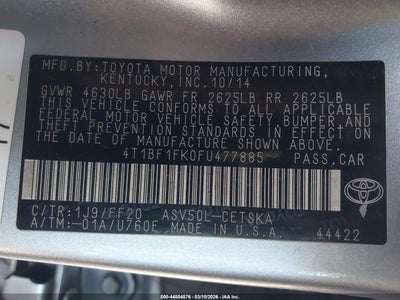 MFD.BY:TOYOTA MOTOR MANUFACTURING,
KENTUCKY,INC.10/14
GVWR 4630LB GAWR FR 2625LB RR 2625LB
THIS VEHICLE CONFORMS TO ALL APPLICABLE
FEDERAL MOTOR VEHICLE SAFETY,BUMPER,AND
THEFT PREVENTION STANDARDS IN EFFECT ON
THE DATE OF MANUFACTURE SHOWN ABOVE.
4T1BF1FK0FU477885 PASS.CAR
C/TR:1J9/FF20 ASV50L-CETSKA
A/TM:-01A/U760E MADE IN U.S.A.
44422
TOYOTA
© 44554576 - 03/10/2026 - IAA Inc.